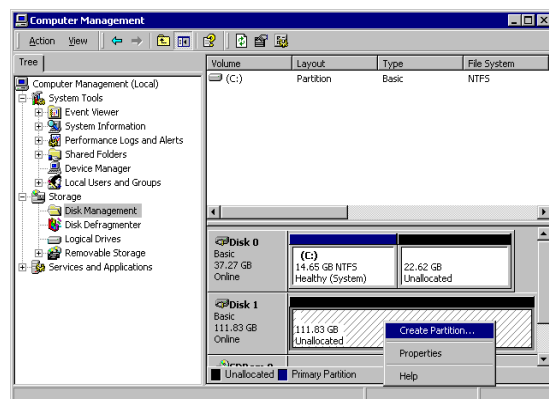 Computer Management
Action View
Tree
Volume Layout Type File System
(C:) Partition Basic NTFS
Computer Management (Local)
System Tools
Event Viewer
System Information
Performance Logs and Alerts
Shared Folders
Device Manager
Local Users and Groups
Storage
Disk Management
Disk Defragmenter
Logical Drives
Removable Storage
Services and Applications
Disk 0
Basic
37.27 GB
Online
(C:)
14.65 GB NTFS
Healthy (System)
22.62 GB
Unallocated
Disk 1
Basic
111.83 GB
Online
111.83 GB
Unallocated
Create Partition...
Properties
Help
Unallocated Primary Partition